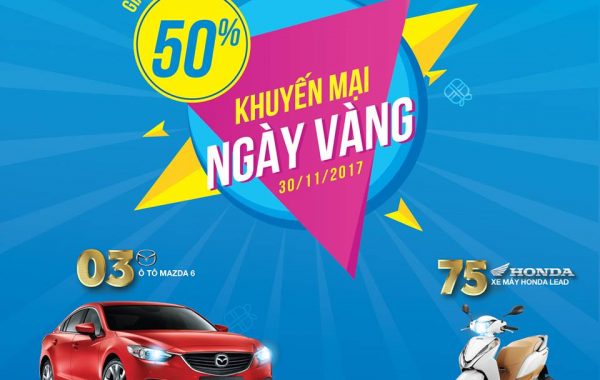 50%
KHUYẾN MẠI
NGÀY VÀNG
30/11/2017
03
Ô TÔ MAZDA 6
75 HONDA
XE MÁY HONDA LEAD